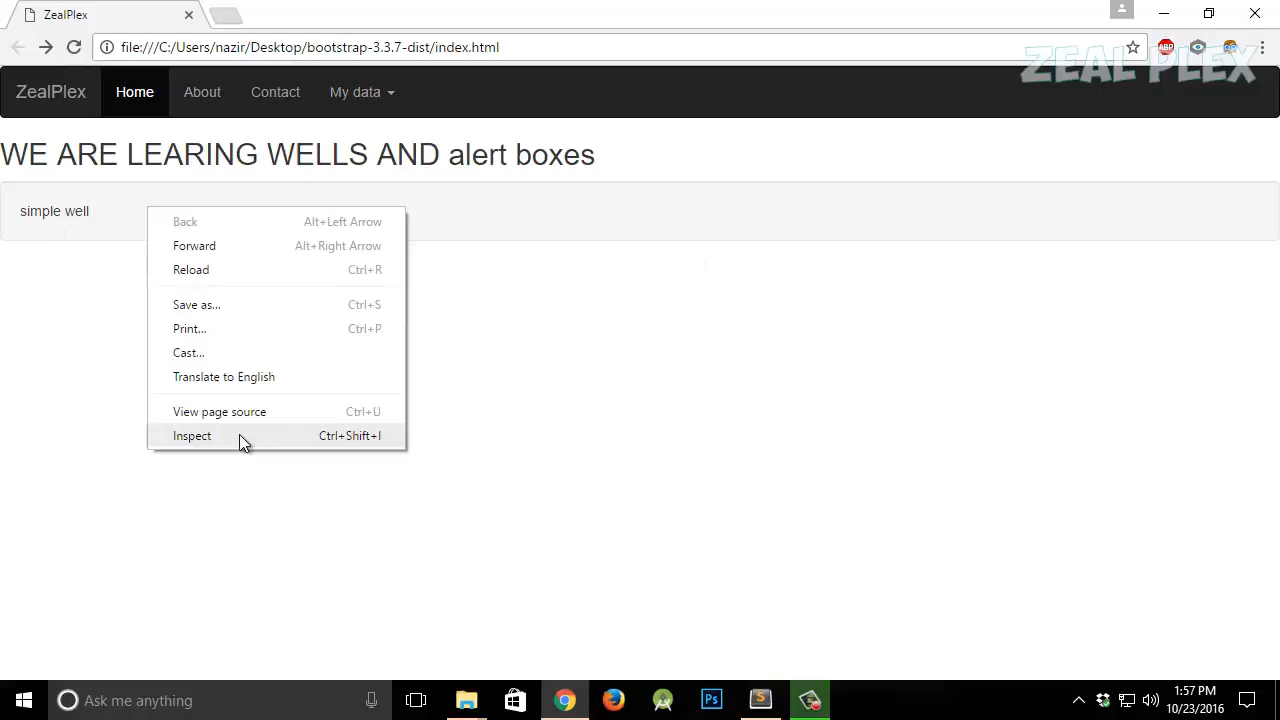 ZealPlex
file:///C:/Users/nazir/Desktop/bootstrap-3.3.7-dist/index.html
ABP
ZEAL PLEX
ZealPlex Home About Contact My data
WE ARE LEARING WELLS AND alert boxes
simple well
Back Alt+Left Arrow
Forward Alt+Right Arrow
Reload Ctrl+R
Save as... Ctrl+S
Print... Ctrl+P
Cast...
Translate to English
View page source Ctrl+U
Inspect Ctrl+Shift+I
Ask me anything
Ps
S
1:57 PM
10/23/2016